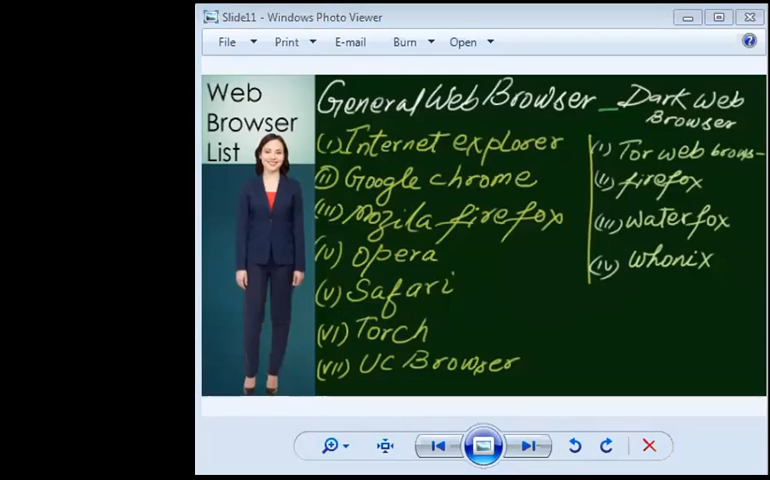 Slide11 - Windows Photo Viewer
File Print E-mail Burn Open
Web
Browser
List
General Web Browser
(i) Internet explorer
(ii) Google chrome
(iii) Mozila firefox
(iv) Opera
(v) Safari
(vi) Torch
(vii) UC Browser
Dark Web
Browser
(i) Tor web brows-
(ii) firefox
(iii) waterfox
(iv) whonix